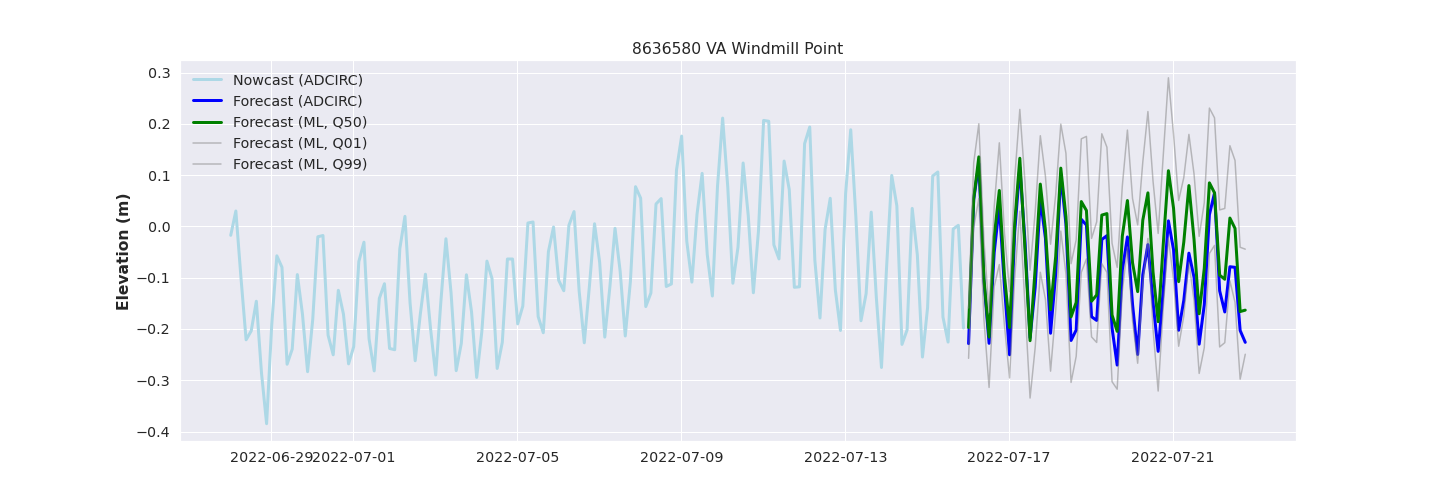 8636580 VA Windmill Point
Nowcast (ADCIRC)
Forecast (ADCIRC)
Forecast (ML, Q50)
Forecast (ML, Q01)
Forecast (ML, Q99)
Elevation (m)
0.3
0.2
0.1
0.0
−0.1
−0.2
−0.3
−0.4
2022-06-29 2022-07-01 2022-07-05 2022-07-09 2022-07-13 2022-07-17 2022-07-21